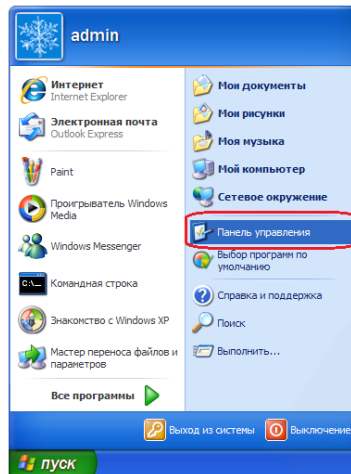 admin
Интернет
Internet Explorer
Электронная почта
Outlook Express
Paint
Проигрыватель Windows
Media
Windows Messenger
Командная строка
Знакомство с Windows XP
Мастер переноса файлов и
параметров
Все программы
Мои документы
Мои рисунки
Моя музыка
Мой компьютер
Сетевое окружение
Панель управления
Выбор программ по
умолчанию
Справка и поддержка
Поиск
Выполнить...
Выход из системы
Выключение
пуск